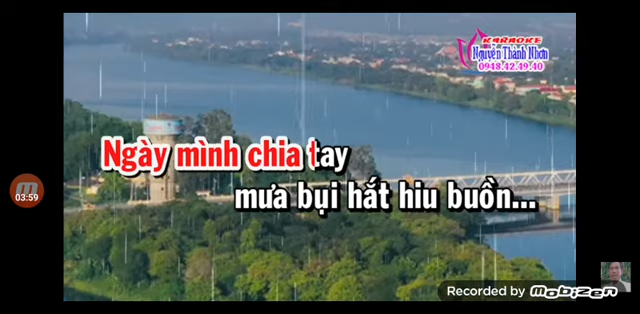 KARAOKE
Nguyễn Thành Nhơn
0948.42.49.40
Ngày mình chia tay
mưa bụi hắt hiu buồn...
03:59
Recorded by Mobizen